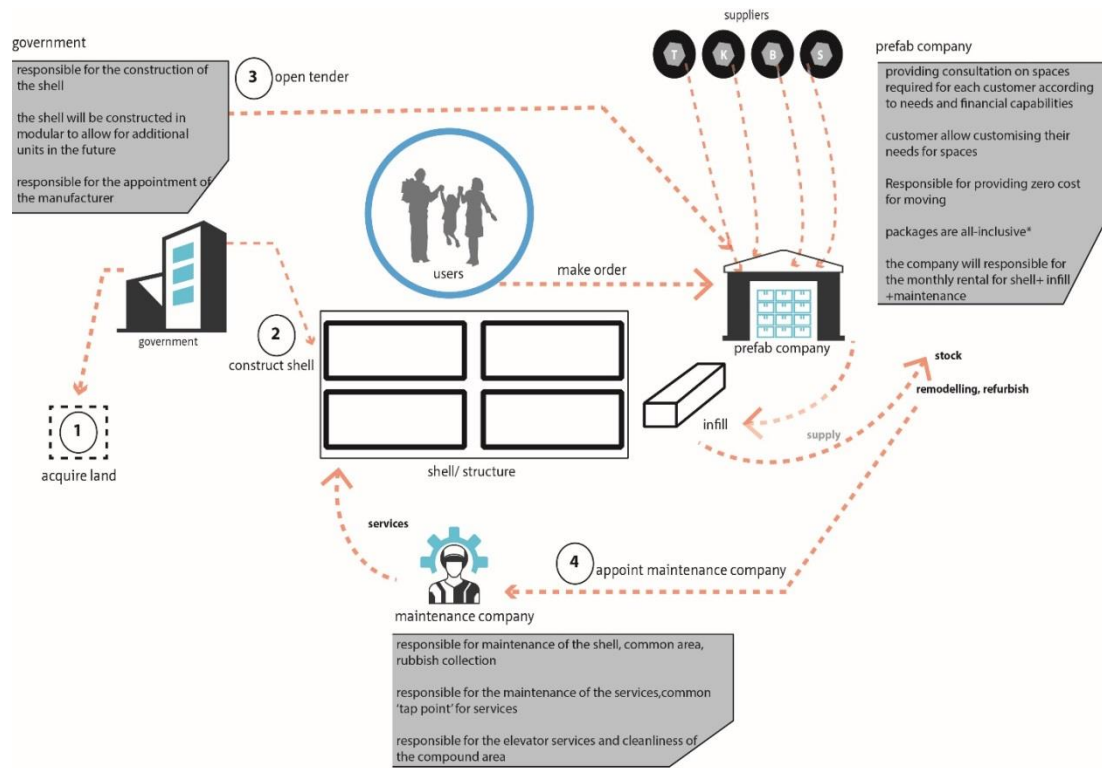 government
responsible for the construction of
the shell
the shell will be constructed in
modular to allow for additional
units in the future
responsible for the appointment of
the manufacturer
3
open tender
suppliers
T
K
B
S
prefab company
providing consultation on spaces
required for each customer according
to needs and financial capabilities
customer allow customising their
needs for spaces
Responsible for providing zero cost
for moving
packages are all-inclusive*
the company will responsible for
the monthly rental for shell+ infill
+maintenance
users
make order
government
2
construct shell
prefab company
stock
remodelling, refurbish
infill
supply
1
acquire land
shell/ structure
services
4
appoint maintenance company
maintenance company
responsible for maintenance of the shell, common area,
rubbish collection
responsible for the maintenance of the services,common
‘tap point’ for services
responsible for the elevator services and cleanliness of
the compound area